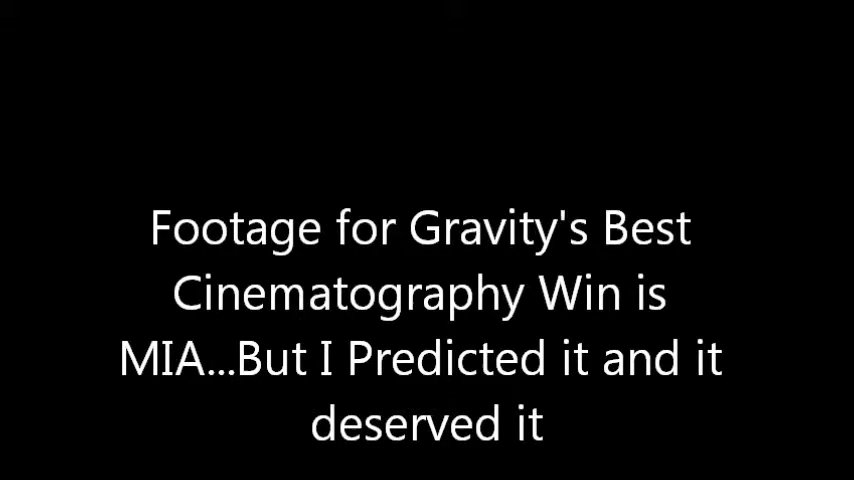 Footage for Gravity's Best
Cinematography Win is
MIA...But I Predicted it and it
deserved it